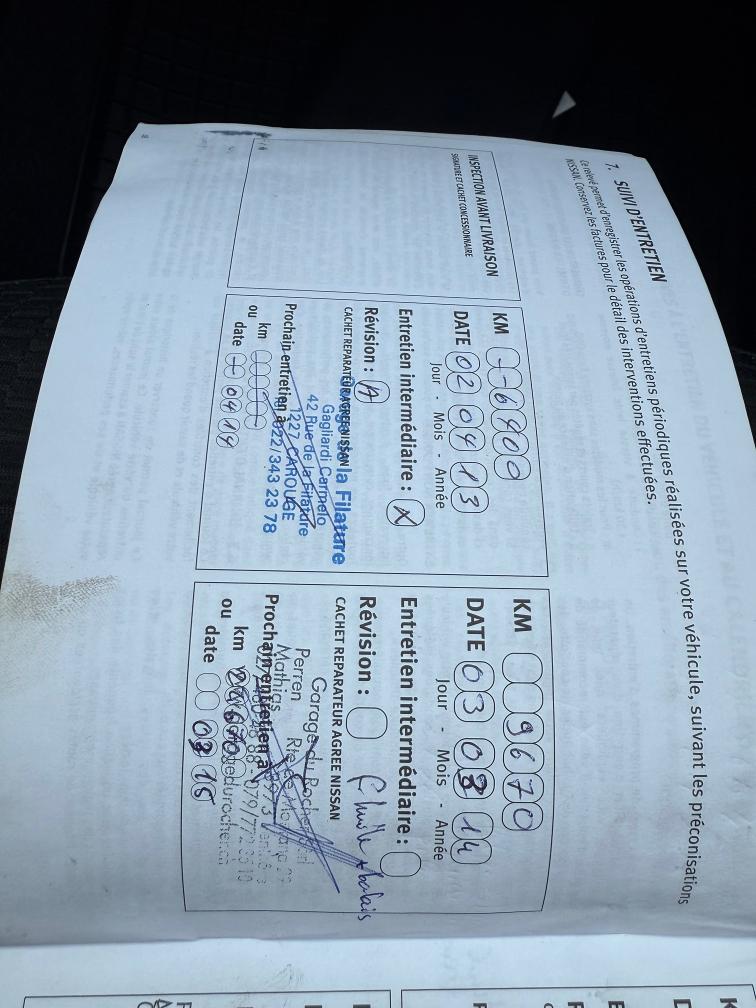 7. SUIVI D'ENTRETIEN
Ce relevé permet d'enregistrer les opérations d'entretiens périodiques réalisées sur votre véhicule, suivant les préconisations
NISSAN. Conservez les factures pour le détail des interventions effectuées.
INSPECTION AVANT LIVRAISON
SIGNATURE ET CACHET CONCESSIONNAIRE
KM - - 6400
DATE 02 04 13
Jour - Mois - Année
Entretien intermédiaire : X
Révision : A
CACHET REPARATEUR AGREE NISSAN
Garage de la Filature
Gagliardi Carmelo
42 Rue de la Filature
1227 CAROUGE
022/343 23 78
Prochain entretien à
ou km
date - 04 14
KM 9670
DATE 03 03 14
Jour - Mois - Année
Entretien intermédiaire :
Révision :
CACHET REPARATEUR AGREE NISSAN
Garage du Rocher
Perren
Mathias
Prochain entretien à
ou km
date 03 15